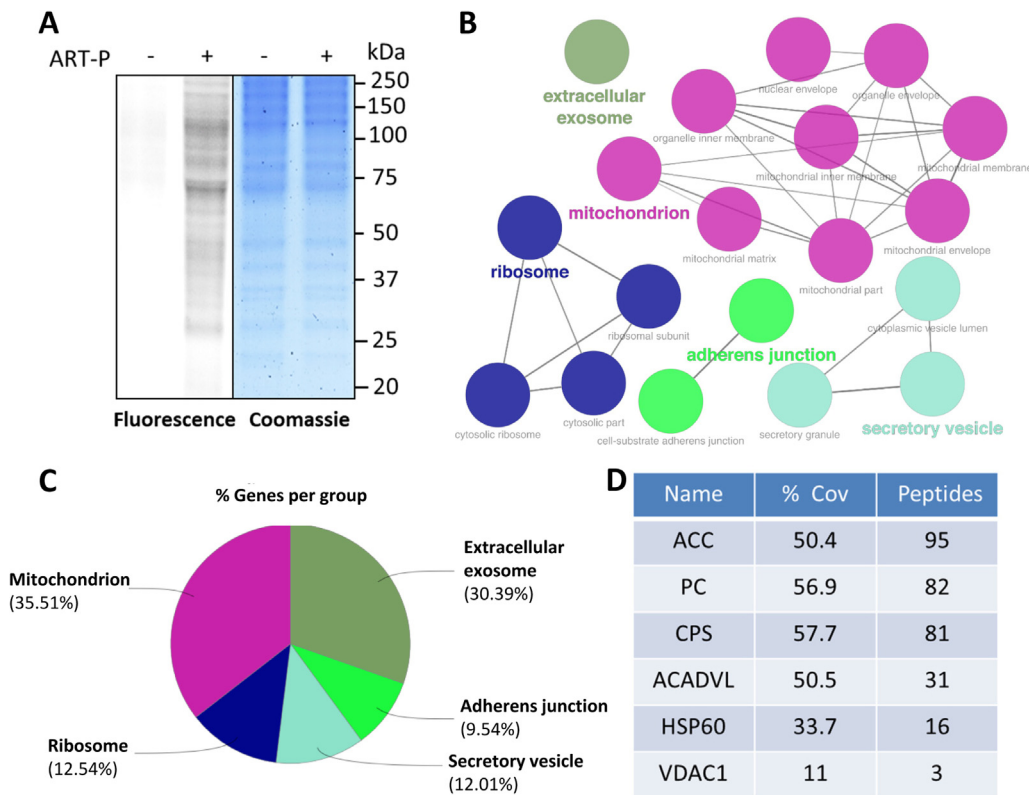 A
ART-P - + - + kDa
250
150
100
75
50
37
25
20
Fluorescence Coomassie
B
extracellular
exosome
nuclear envelope
organelle envelope
organelle inner membrane
mitochondrial inner membrane
mitochondrial membrane
mitochondrion
mitochondrial matrix
mitochondrial envelope
mitochondrial part
ribosome
ribosomal subunit
cytosolic ribosome
cytosolic part
adherens junction
cell-substrate adherens junction
cytoplasmic vesicle lumen
secretory granule
secretory vesicle
C
% Genes per group
Mitochondrion
(35.51%)
Extracellular
exosome
(30.39%)
Adherens junction
(9.54%)
Secretory vesicle
(12.01%)
Ribosome
(12.54%)
D
Name % Cov Peptides
ACC 50.4 95
PC 56.9 82
CPS 57.7 81
ACADVL 50.5 31
HSP60 33.7 16
VDAC1 11 3